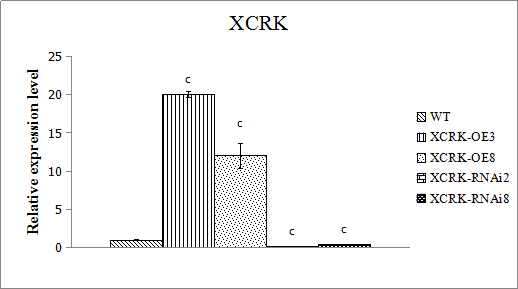 XCRK
Relative expression level
25
20
15
10
5
0
c
c
c
c
WT
XCRK-OE3
XCRK-OE8
XCRK-RNAi2
XCRK-RNAi8